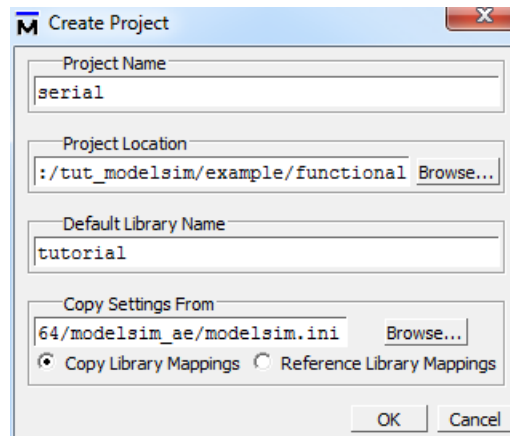 Create Project
Project Name
serial
Project Location
:/tut_modelsim/example/functional Browse...
Default Library Name
tutorial
Copy Settings From
64/modelsim_ae/modelsim.ini Browse...
Copy Library Mappings Reference Library Mappings
OK Cancel